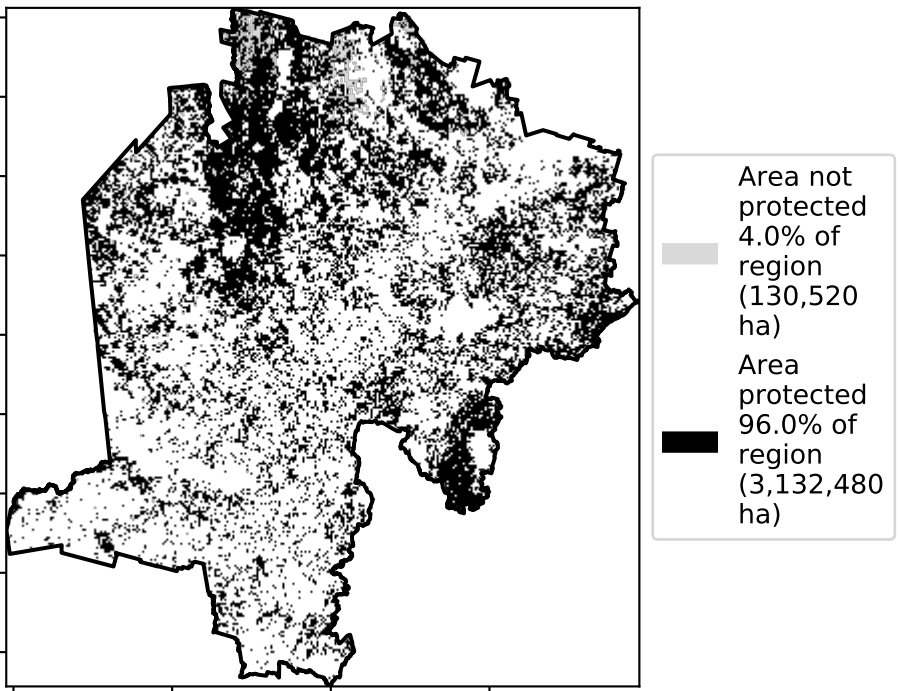 Area not
protected
4.0% of
region
(130,520
ha)
Area
protected
96.0% of
region
(3,132,480
ha)